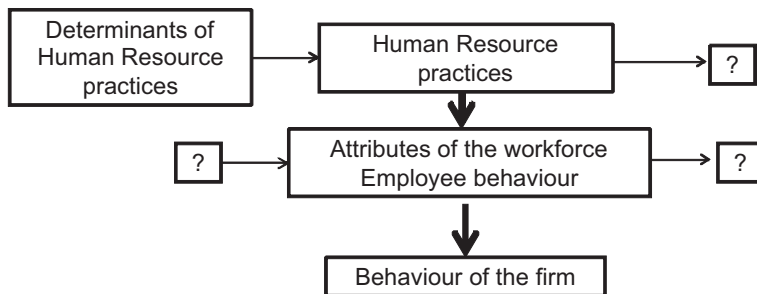 Determinants of
Human Resource
practices
Human Resource
practices
?
?
Attributes of the workforce
Employee behaviour
?
Behaviour of the firm